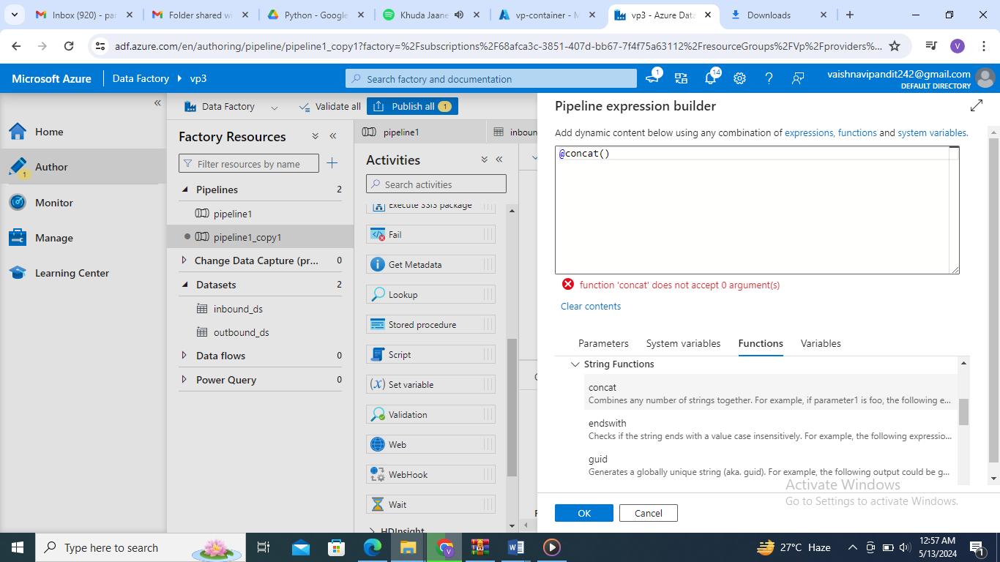 Inbox (920) - pa
Folder shared wi
Python - Google
Khuda Jaane
vp-container - M
vp3 - Azure Data
Downloads
adf.azure.com/en/authoring/pipeline/pipeline1_copy1?factory=%2Fsubscriptions%2F68afca3c-3851-407d-bb67-7f4f75a63112%2FresourceGroups%2FVp%2Fproviders%...
V
Microsoft Azure
Data Factory
vp3
Search factory and documentation
1
14
vaishnavipandit242@gmail.com
DEFAULT DIRECTORY
Home
Author
1
Monitor
Manage
Learning Center
Data Factory
Validate all
Publish all 1
Factory Resources
Filter resources by name
Pipelines 2
pipeline1
pipeline1_copy1
Change Data Capture (pr... 0
Datasets 2
inbound_ds
outbound_ds
Data flows 0
Power Query 0
pipeline1
inboun
Activities
Search activities
Execute SSIS package
Fail
Get Metadata
Lookup
Stored procedure
Script
Set variable
Validation
Web
WebHook
Wait
HDInsight
Pipeline expression builder
Add dynamic content below using any combination of expressions, functions and system variables.
@concat()
function 'concat' does not accept 0 argument(s)
Clear contents
Parameters System variables Functions Variables
String Functions
concat
Combines any number of strings together. For example, if parameter1 is foo, the following e...
endswith
Checks if the string ends with a value case insensitively. For example, the following expressio...
guid
Generates a globally unique string (aka. guid). For example, the following output could be g...
Activate Windows
Go to Settings to activate Windows.
OK
Cancel
Type here to search
27°C Haze
12:57 AM
5/13/2024
1